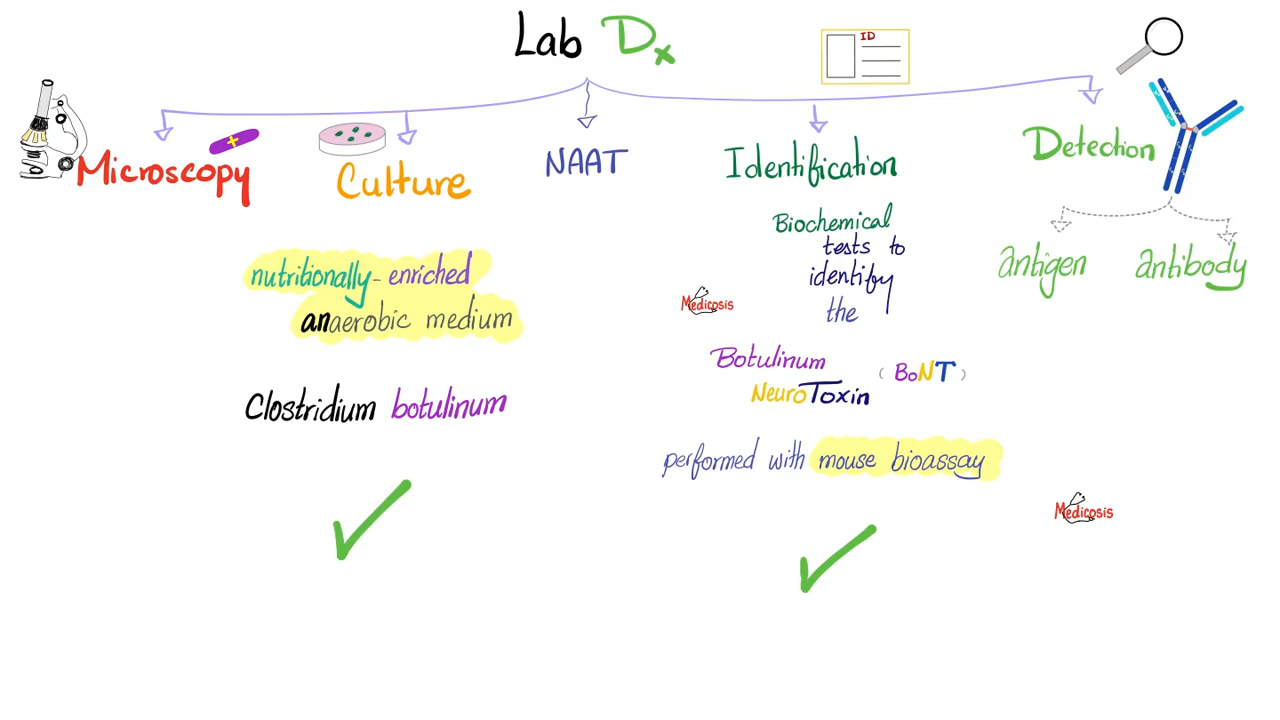 Lab Dx
ID
Microscopy
Culture
NAAT
Identification
Detection
nutritionally-enriched
anaerobic medium
Clostridium botulinum
Biochemical
tests to
identify
the
Botulinum
NeuroToxin
(BoNT)
performed with mouse bioassay
antigen
antibody
Medicosis
Medicosis